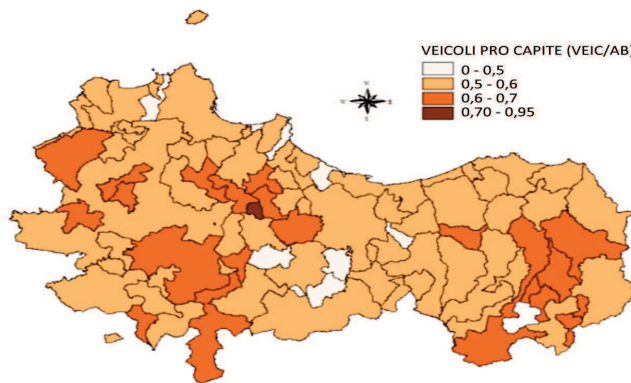 VEICOLI PRO CAPITE (VEIC/AB)
0 - 0,5
0,5 - 0,6
0,6 - 0,7
0,70 - 0,95